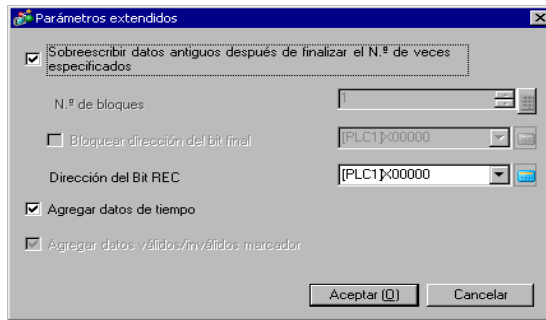 Parámetros extendidos
Sobreescribir datos antiguos después de finalizar el N.º de veces
especificados
N.º de bloques
1
Bloquear dirección del bit final
[PLC1]X00000
Dirección del Bit REC
[PLC1]X00000
Agregar datos de tiempo
Agregar datos válidos/inválidos marcador
Aceptar (O) Cancelar